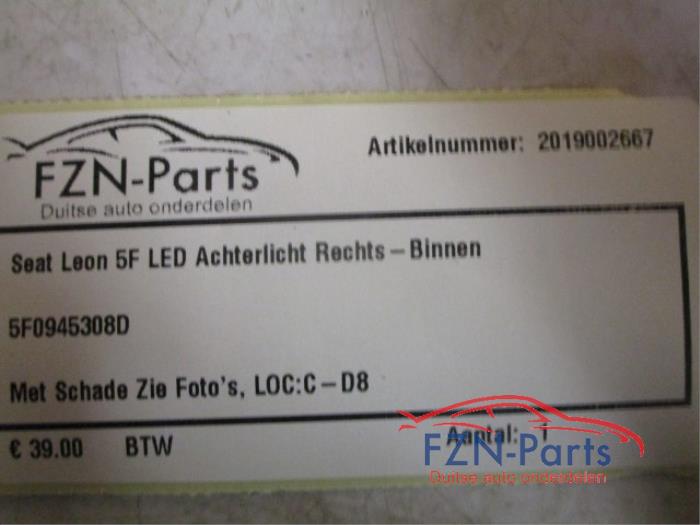 FZN-Parts
Duitse auto onderdelen
Artikelnummer: 2019002667
Seat Leon 5F LED Achterlicht Rechts-Binnen
5F0945308D
Met Schade Zie Foto's, LOC:C-D8
€ 39.00 BTW Aantal: 1
FZN-Parts
Duitse auto onderdelen